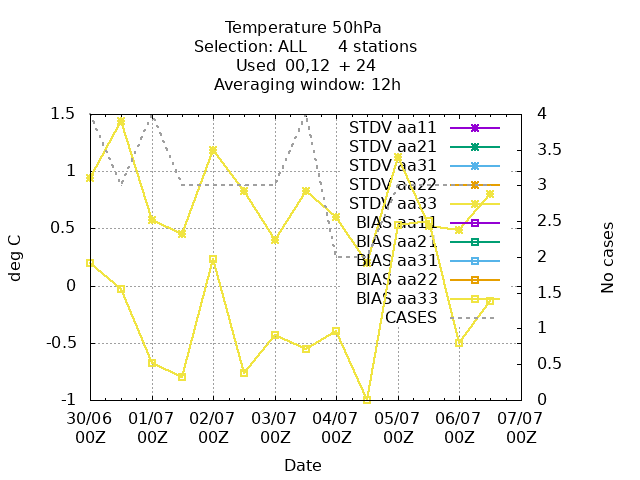 Temperature 50hPa
Selection: ALL      4 stations
Used  00,12  + 24
Averaging window: 12h
1.5
1
0.5
0
-0.5
-1
deg C
STDV aa11
STDV aa21
STDV aa31
STDV aa22
STDV aa33
BIAS aa11
BIAS aa21
BIAS aa31
BIAS aa22
BIAS aa33
CASES
4
3.5
3
2.5
2
1.5
1
0.5
0
No cases
30/06 01/07 02/07 03/07 04/07 05/07 06/07 07/07
00Z 00Z 00Z 00Z 00Z 00Z 00Z 00Z
Date